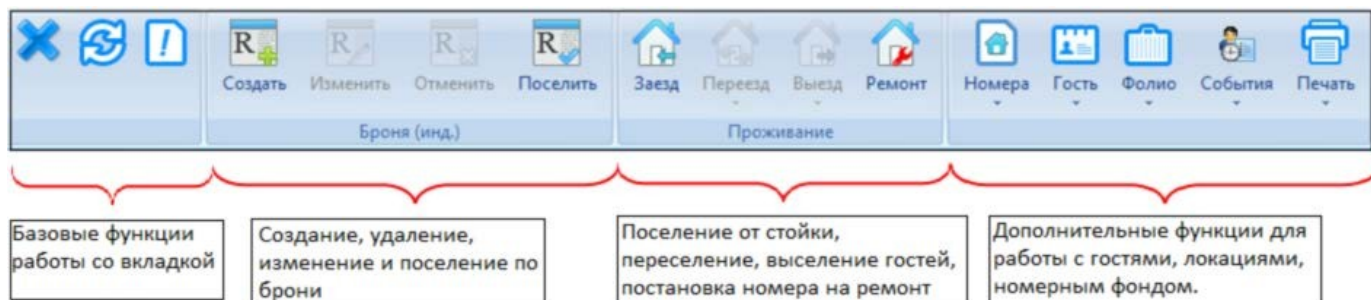 Создать Изменить Отменить Поселить Заезд Переезд Выезд Ремонт Номера Гость Фолио События Печать
Броня (инд.) Проживание
Базовые функции
работы со вкладкой
Создание, удаление,
изменение и поселение по
брони
Поселение от стойки,
переселение, выселение гостей,
постановка номера на ремонт
Дополнительные функции для
работы с гостями, локациями,
номерным фондом.